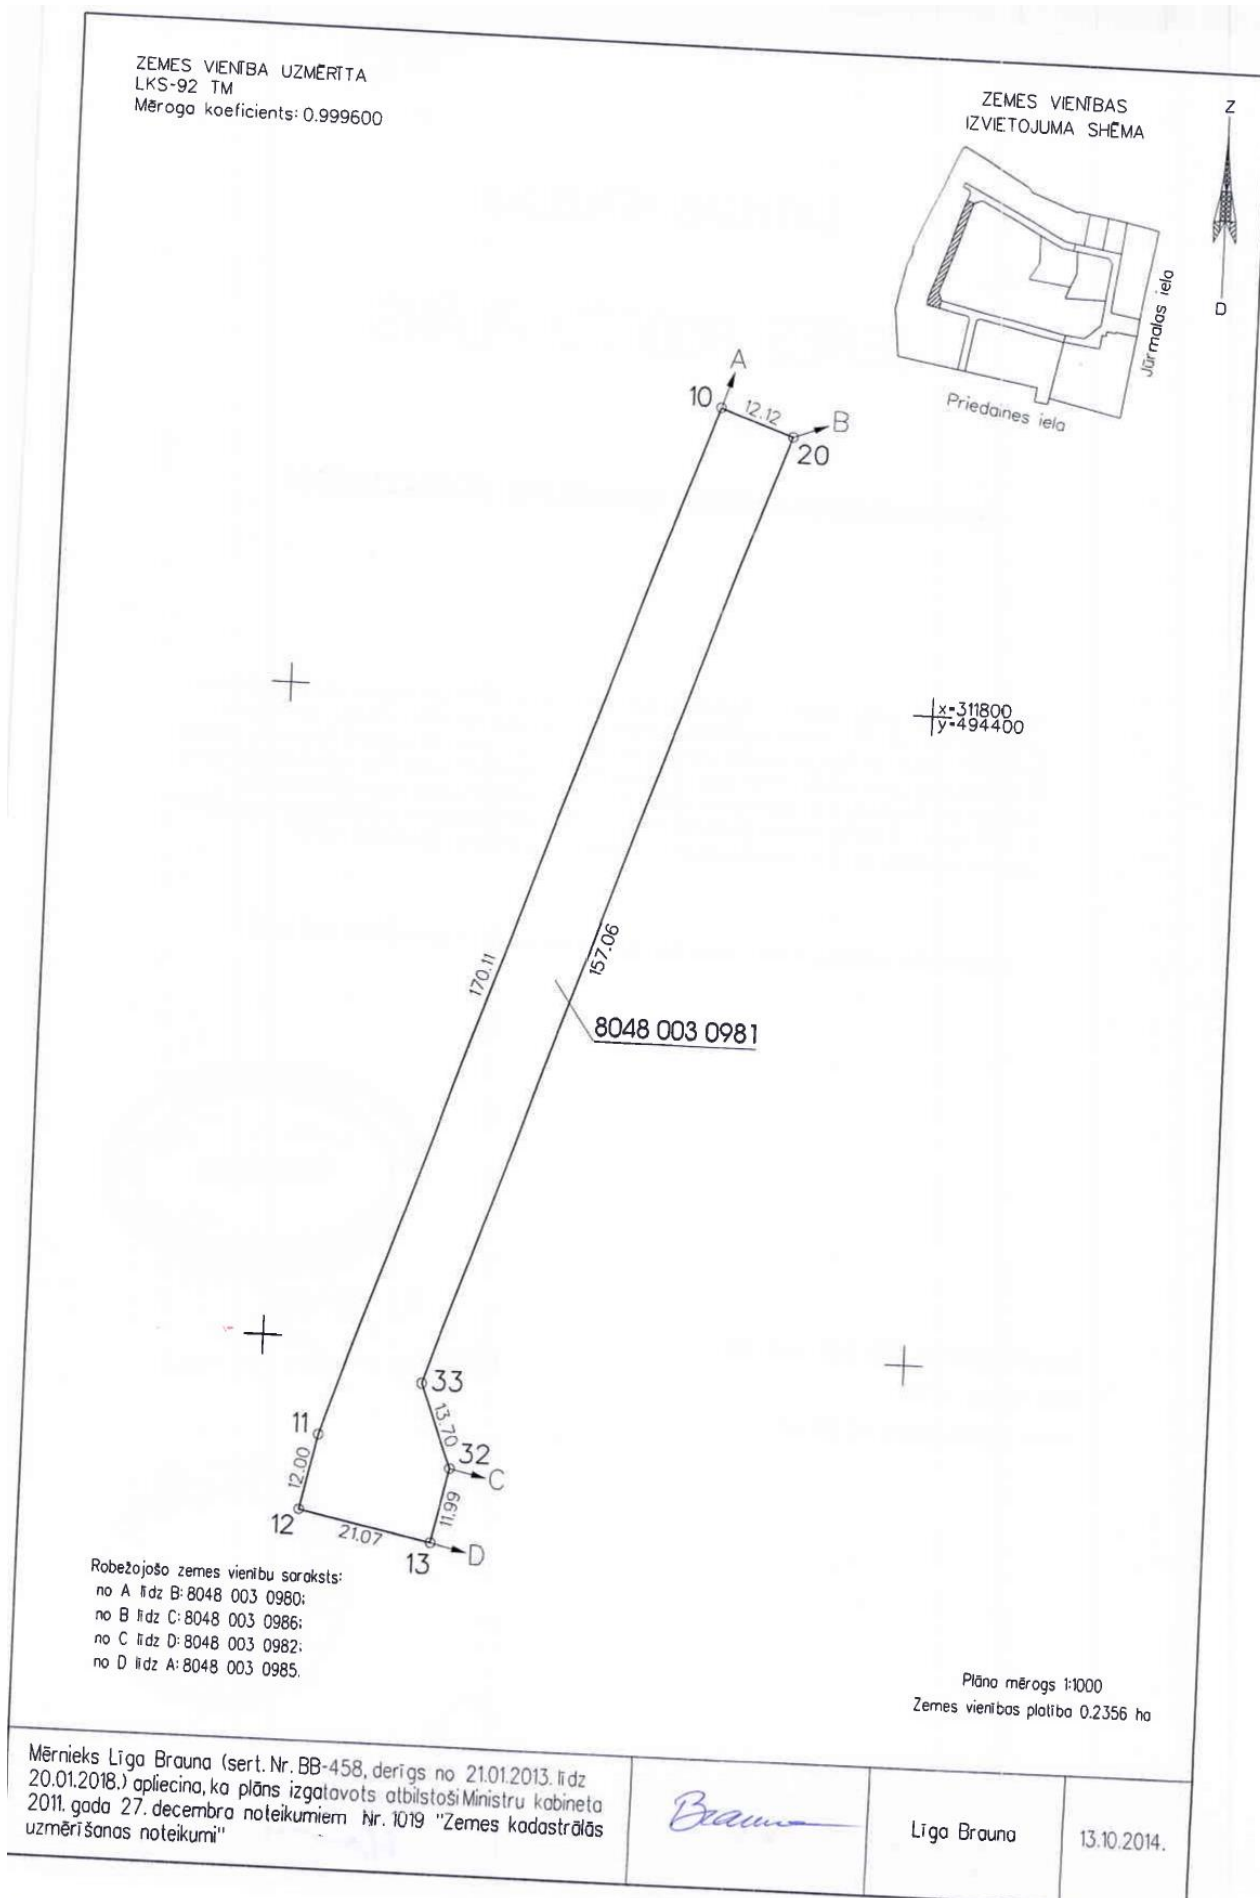 ZEMES VIENĪBA UZMĒRĪTA
LKS-92 TM
Mēroga koeficients: 0.999600
ZEMES VIENĪBAS
IZVIETOJUMA SHĒMA
Z
D
Jūrmalas iela
Priedaines iela
A
10
12.12
B
20
x=311800
y=494400
170.11
157.06
8048 003 0981
33
11
13.70
32
12.00
C
11.99
12
21.07
13
D
Robežojošo zemes vienību saraksts:
no A līdz B: 8048 003 0980;
no B līdz C: 8048 003 0986;
no C līdz D: 8048 003 0982;
no D līdz A: 8048 003 0985.
Plāna mērogs 1:1000
Zemes vienības platība 0.2356 ha
Mērnieks Līga Brauna (sert. Nr. BB-458, derīgs no 21.01.2013. līdz
20.01.2018.) apliecina, ka plāns izgatavots atbilstoši Ministru kabineta
2011. gada 27. decembra noteikumiem Nr. 1019 "Zemes kadastrālās
uzmērīšanas noteikumi"
Brauna
Līga Brauna
13.10.2014.